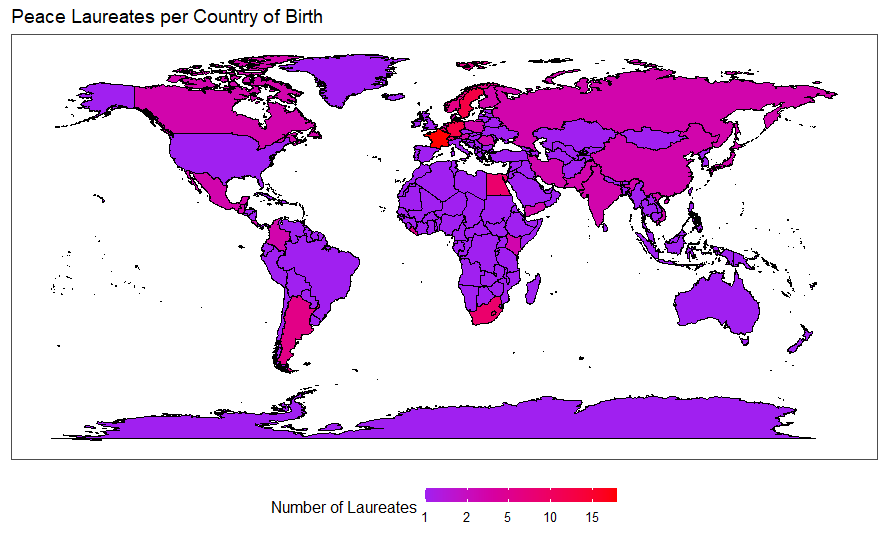 Peace Laureates per Country of Birth
Number of Laureates
1 2 5 10 15